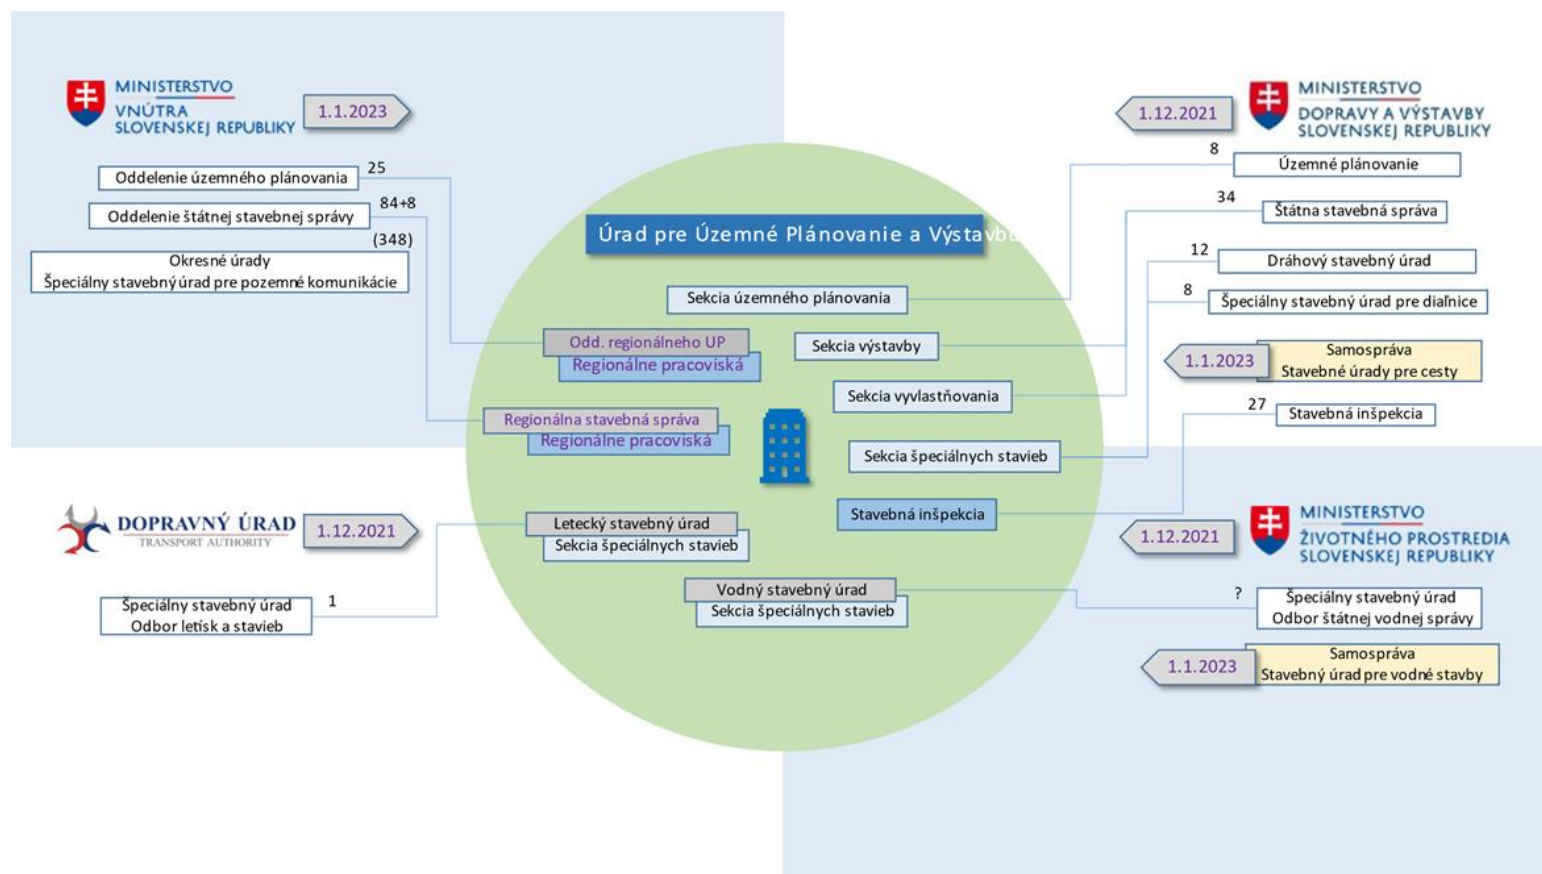 MINISTERSTVO
VNÚTRA
SLOVENSKEJ REPUBLIKY
1.1.2023
Oddelenie územného plánovania
25
Oddelenie štátnej stavebnej správy
84+8
(348)
Okresné úrady
Špeciálny stavebný úrad pre pozemné komunikácie
1.12.2021
MINISTERSTVO
DOPRAVY A VÝSTAVBY
SLOVENSKEJ REPUBLIKY
8
Územné plánovanie
34
Štátna stavebná správa
12
Dráhový stavebný úrad
8
Špeciálny stavebný úrad pre diaľnice
1.1.2023
Samospráva
Stavebné úrady pre cesty
27
Stavebná inšpekcia
Úrad pre Územné Plánovanie a Výstavbu
Sekcia územného plánovania
Odd. regionálneho UP
Regionálne pracoviská
Sekcia výstavby
Sekcia vyvlastňovania
Regionálna stavebná správa
Regionálne pracoviská
Sekcia špeciálnych stavieb
Stavebná inšpekcia
Letecký stavebný úrad
Sekcia špeciálnych stavieb
Vodný stavebný úrad
Sekcia špeciálnych stavieb
DOPRAVNÝ ÚRAD
TRANSPORT AUTHORITY
1.12.2021
Špeciálny stavebný úrad
Odbor letísk a stavieb
1
1.12.2021
MINISTERSTVO
ŽIVOTNÉHO PROSTREDIA
SLOVENSKEJ REPUBLIKY
?
Špeciálny stavebný úrad
Odbor štátnej vodnej správy
1.1.2023
Samospráva
Stavebný úrad pre vodné stavby